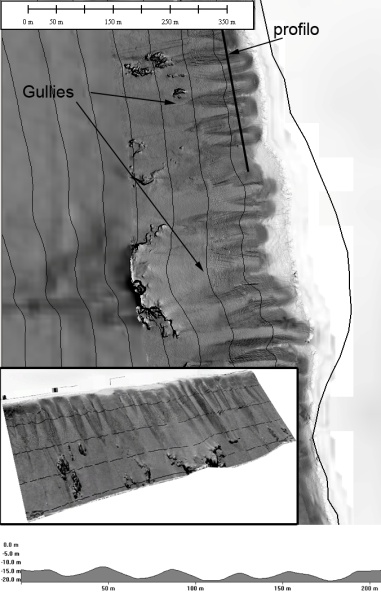 0 m 50 m 150 m 250 m 350 m
profilo
Gullies
0.0 m
-5.0 m
-10.0 m
-15.0 m
-20.0 m
50 m 100 m 150 m 200 m